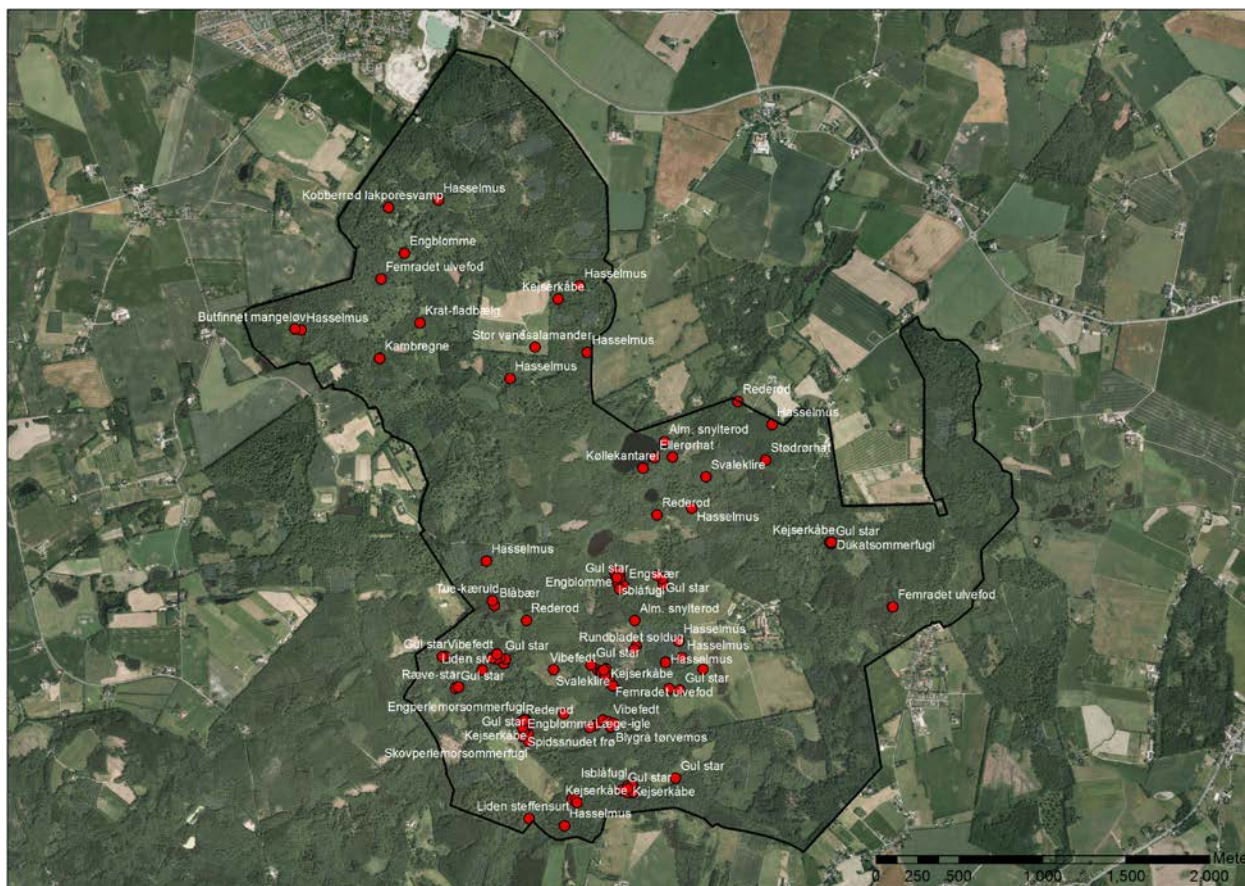 Kobberrød lakporesvamp
Hasselmus
Engblomme
Femradet ulvefod
Hasselmus
Kejserkåbe
Butfinnet mangeløv
Hasselmus
Krat-fladbælg
Stor vandsalamander
Hasselmus
Kambregne
Hasselmus
Rederod
Hasselmus
Alm. snylterod
Ellerørhat
Køllekantarel
Stødrørhat
Svaleklire
Rederod
Hasselmus
Kejserkåbe
Gul star
Dukatsommerfugl
Hasselmus
Gul star
Engskær
Engblomme
Isblåfugl
Gul star
Tue-kæruld
Blåbær
Femradet ulvefod
Rederod
Alm. snylterod
Rundbladet soldug
Hasselmus
Gul star
Vibefedt
Gul star
Gul star
Hasselmus
Liden siv
Vibefedt
Hasselmus
Ræve-star
Gul star
Svaleklire
Kejserkåbe
Gul star
Femradet ulvefod
Engperlemorsommerfugl
Rederod
Vibefedt
Gul star
Engblomme
Læge-igle
Kejserkåbe
Spidssnudet frø
Blygrå tørvemos
Skovperlemorsommerfugl
Isblåfugl
Gul star
Gul star
Kejserkåbe
Kejserkåbe
Liden steffensurt
Hasselmus
Mete
0 250 500 1.000 1.500 2.000